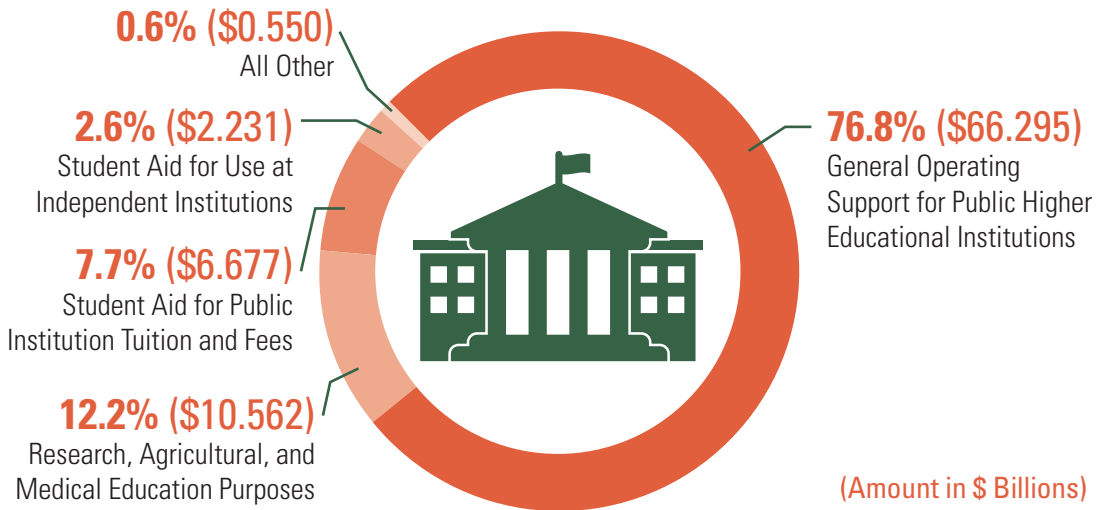 0.6% ($0.550)
All Other
2.6% ($2.231)
Student Aid for Use at
Independent Institutions
7.7% ($6.677)
Student Aid for Public
Institution Tuition and Fees
12.2% ($10.562)
Research, Agricultural, and
Medical Education Purposes
76.8% ($66.295)
General Operating
Support for Public Higher
Educational Institutions
(Amount in $ Billions)